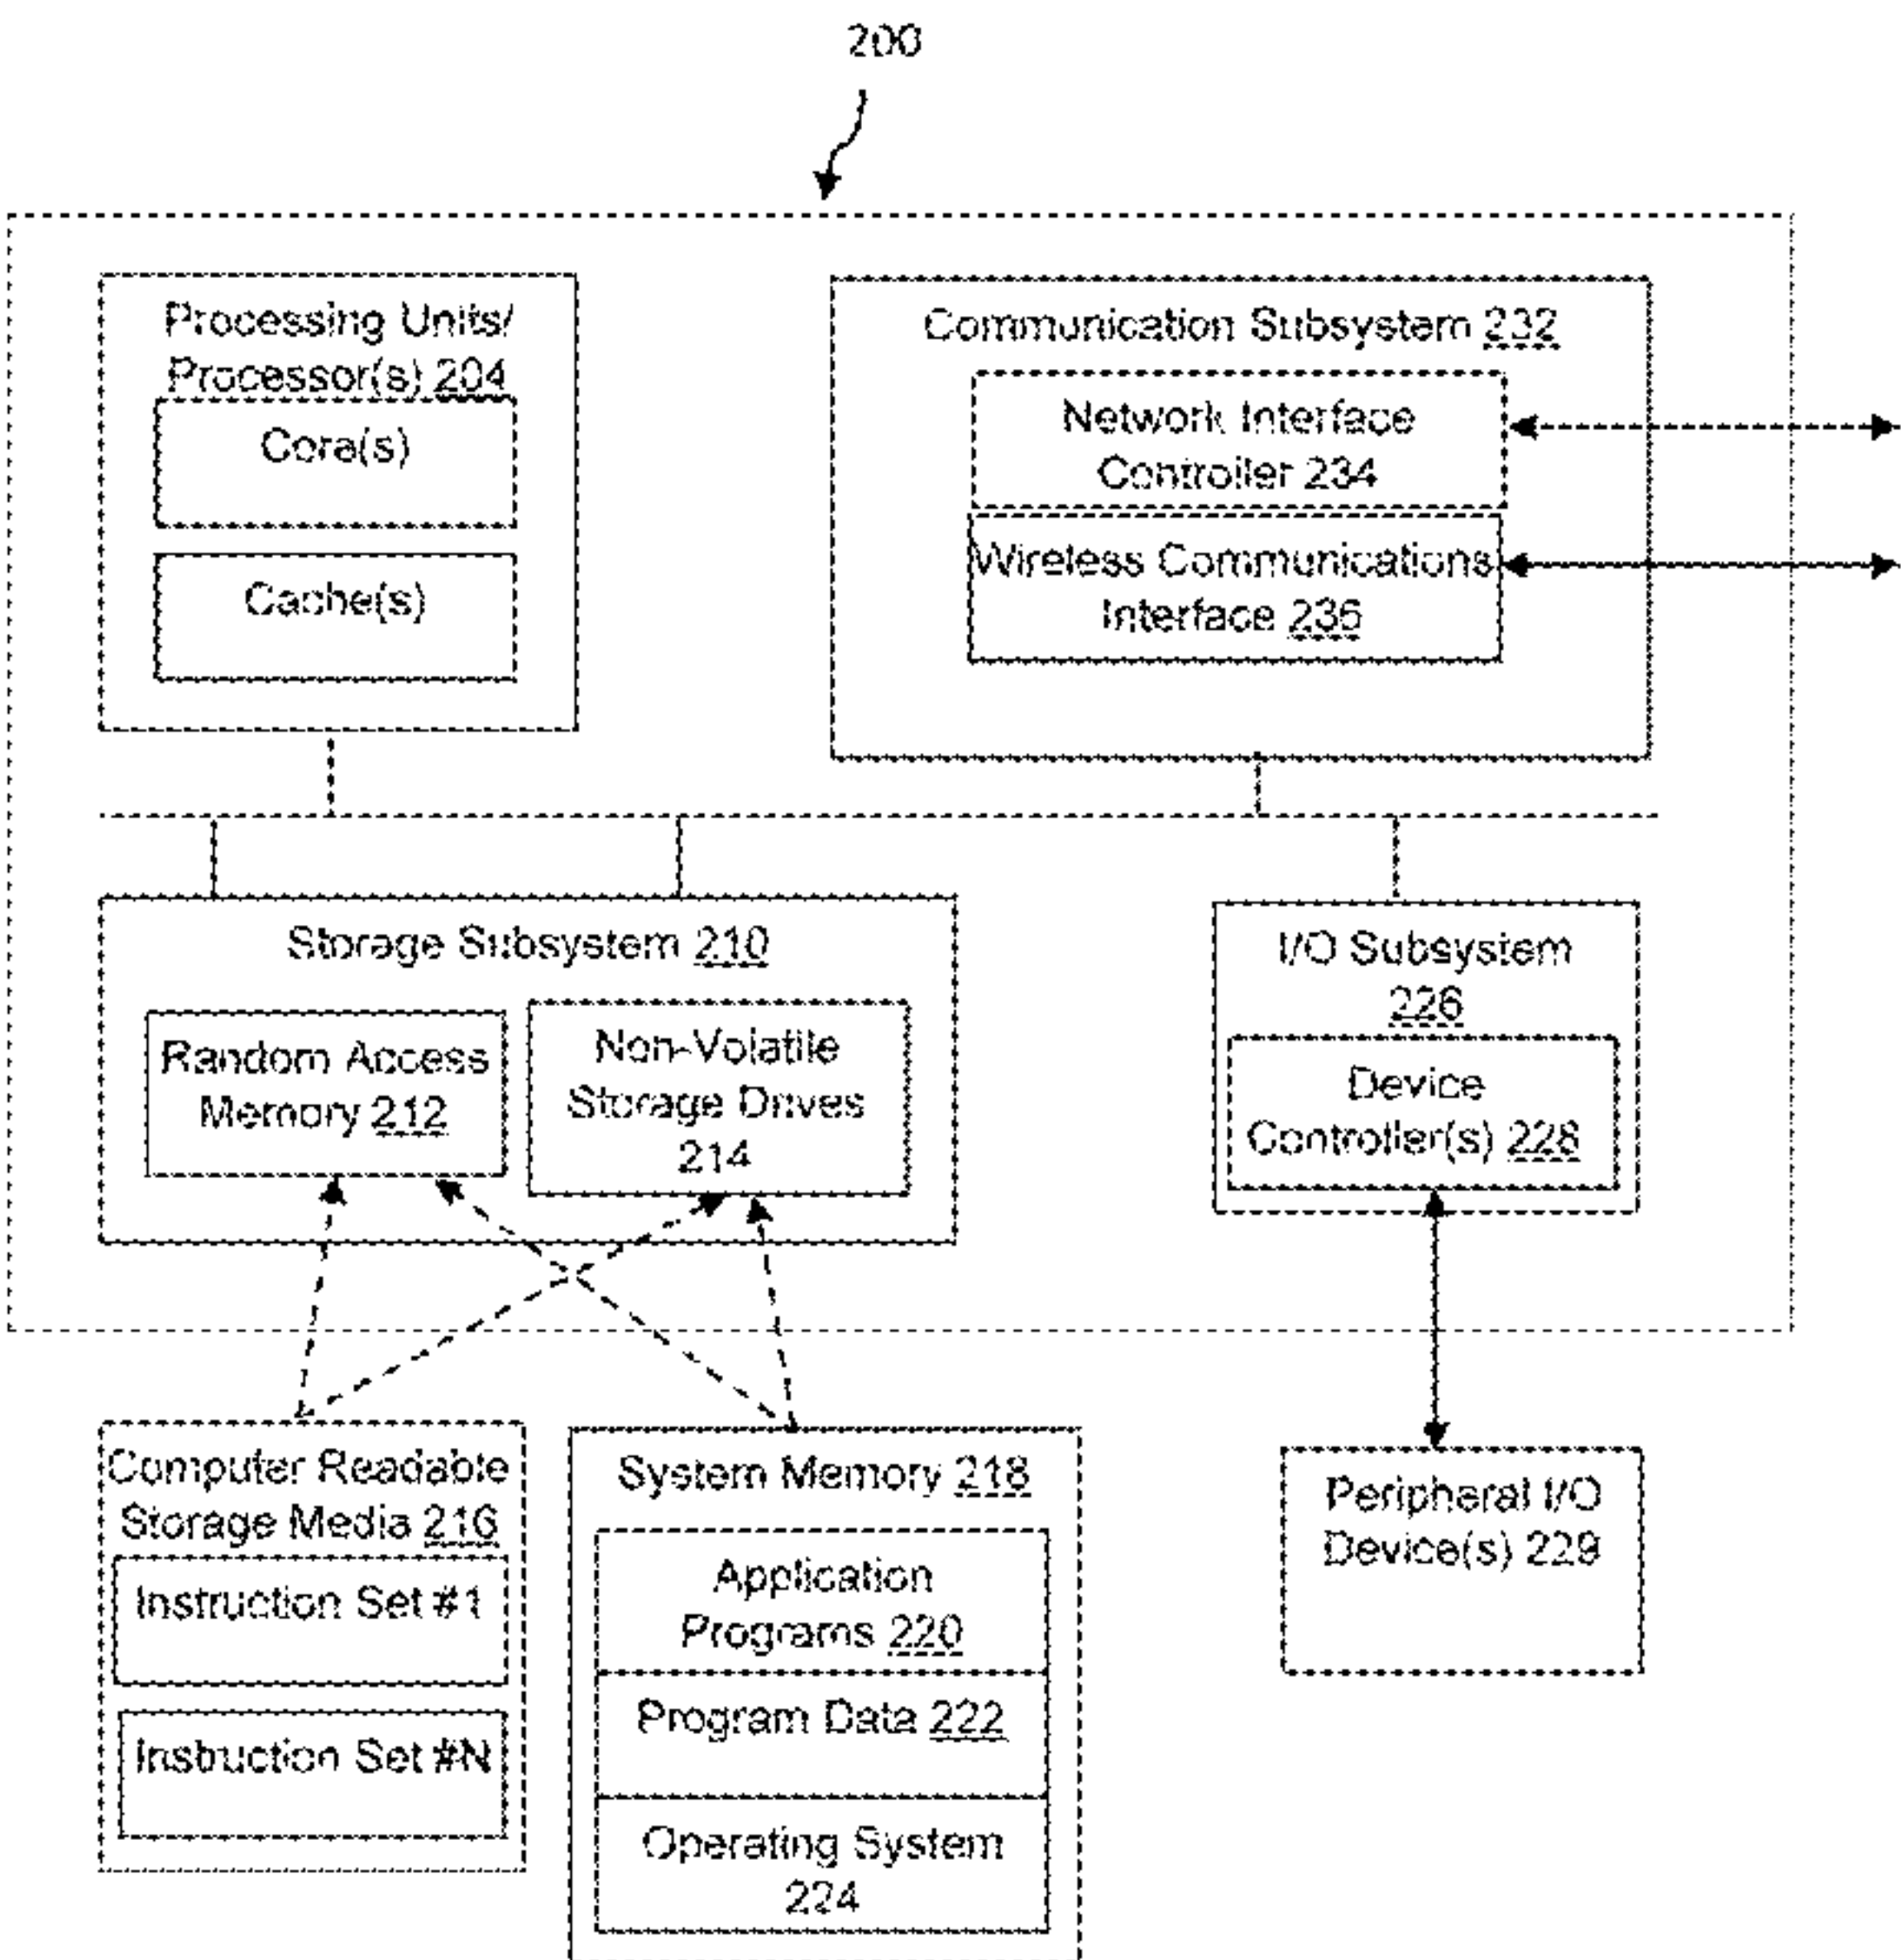 200
Processing Units/
Processor(s) 204
Cora(s)
Cache(s)
Communication Subsystem 232
Network Interface
Controller 234
Wireless Communications
Interface 236
Storage Subsystem 210
Random Access
Memory 212
Non-Volatile
Storage Drives
214
I/O Subsystem
226
Device
Controller(s) 228
Computer Readable
Storage Media 216
Instruction Set #1
Instruction Set #N
System Memory 218
Application
Programs 220
Program Data 222
Operating System
224
Peripheral I/O
Device(s) 229